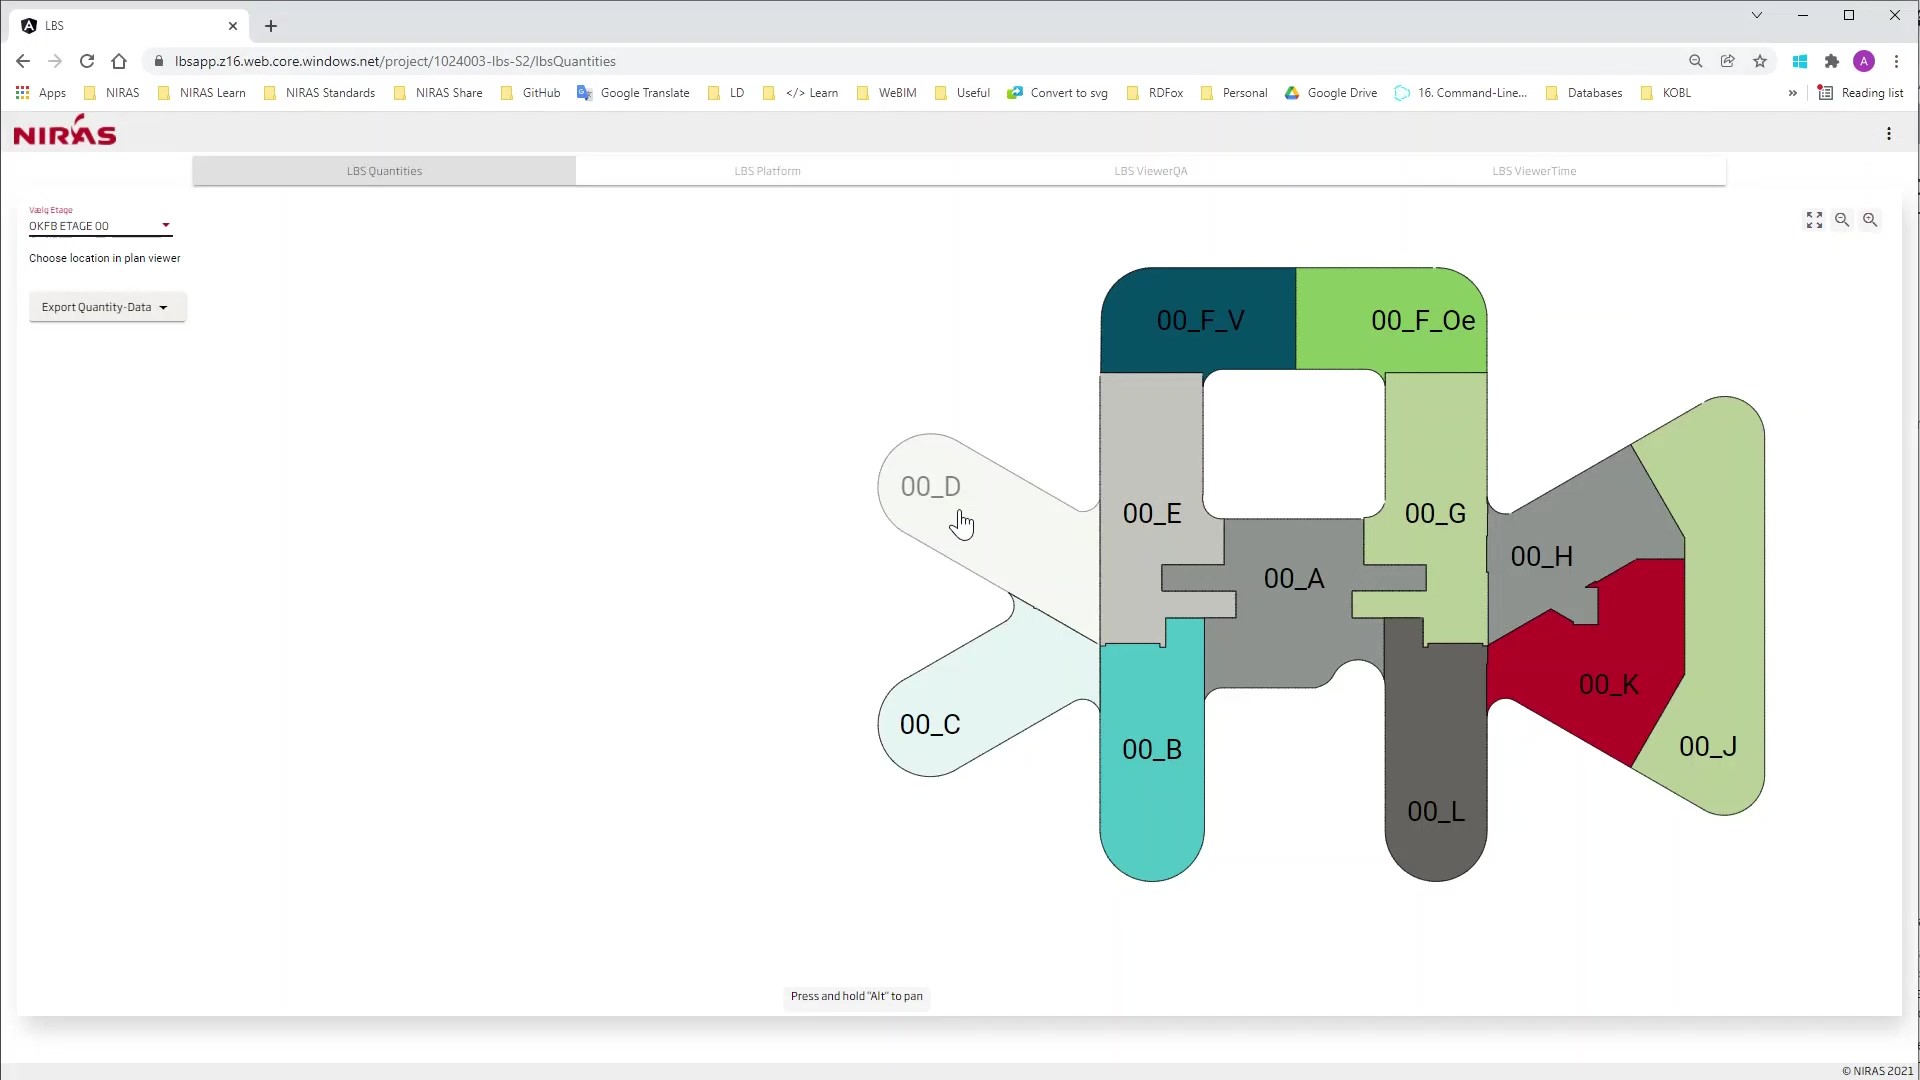 LBS
lbsapp.z16.web.core.windows.net/project/1024003-lbs-S2/lbsQuantities
A
Apps NIRAS NIRAS Learn NIRAS Standards NIRAS Share GitHub Google Translate LD </> Learn WeBIM Useful Convert to svg RDFox Personal Google Drive 16. Command-Line... Databases KOBL » Reading list
NIRAS
LBS Quantities LBS Platform LBS ViewerQA LBS ViewerTime
Vælg Etage
OKFB ETAGE 00
Choose location in plan viewer
Export Quantity-Data
00_F_V 00_F_Oe
00_D
00_E 00_G
00_H
00_A
00_K
00_C
00_B 00_J
00_L
Press and hold "Alt" to pan
© NIRAS 2021